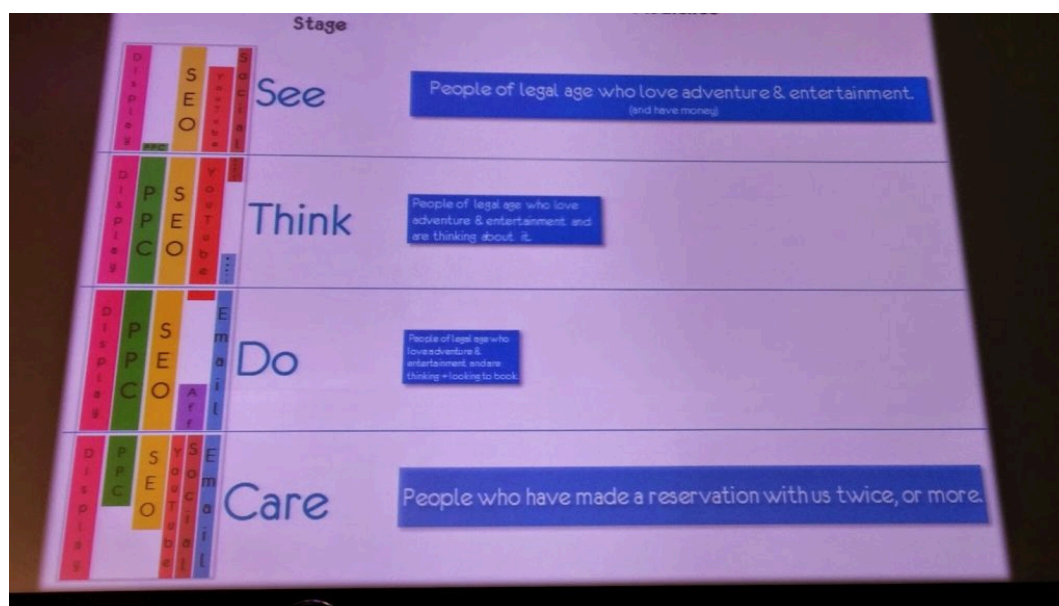 Stage
Display
PPC
SEO
YouTube
Social
See
People of legal age who love adventure & entertainment.
(and have money)
Display
PPC
SEO
YouTube
Think
People of legal age who love
adventure & entertainment and
are thinking about it.
Display
PPC
SEO
Aff
Email
Do
People of legal age who
love adventure &
entertainment and are
thinking + looking to book.
Display
PPC
SEO
YouTube
Social
Email
Care
People who have made a reservation with us twice, or more.